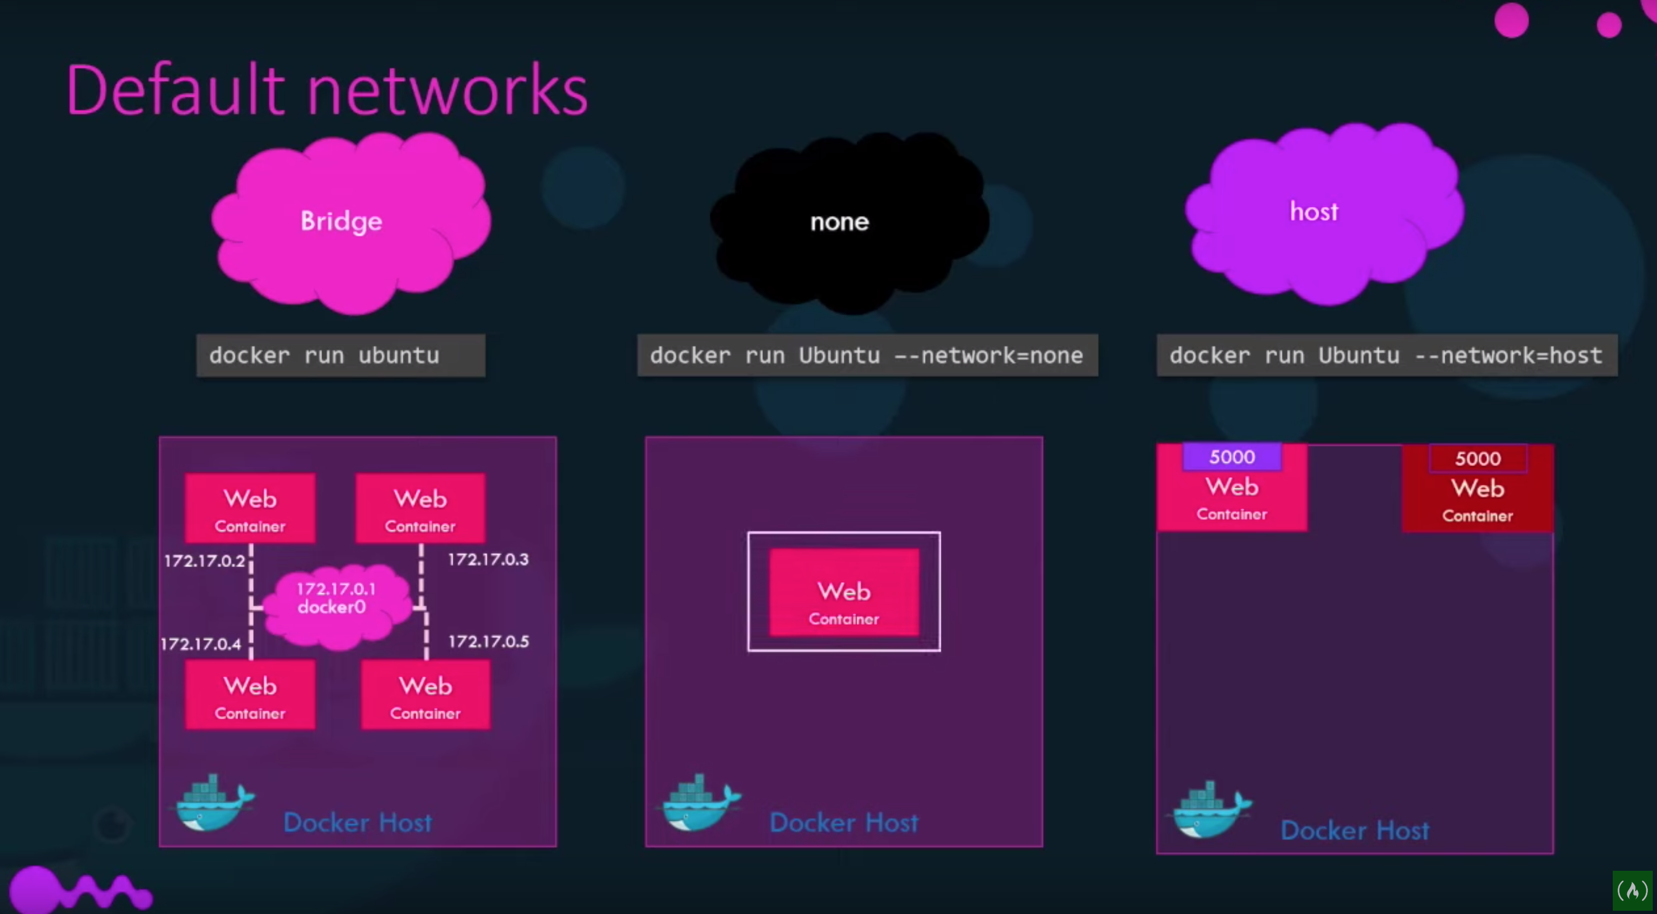 Default networks
Bridge
none
host
docker run ubuntu
docker run Ubuntu --network=none
docker run Ubuntu --network=host
Web
Container
Web
Container
172.17.0.2
172.17.0.3
172.17.0.1
docker0
172.17.0.4
172.17.0.5
Web
Container
Web
Container
Docker Host
Web
Container
Docker Host
5000
Web
Container
5000
Web
Container
Docker Host